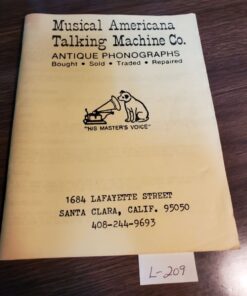 Musical Americana
Talking Machine Co.
ANTIQUE PHONOGRAPHS
Bought • Sold • Traded • Repaired
"HIS MASTER'S VOICE"
1684 LAFAYETTE STREET
SANTA CLARA, CALIF. 95050
408-244-9693
L-209